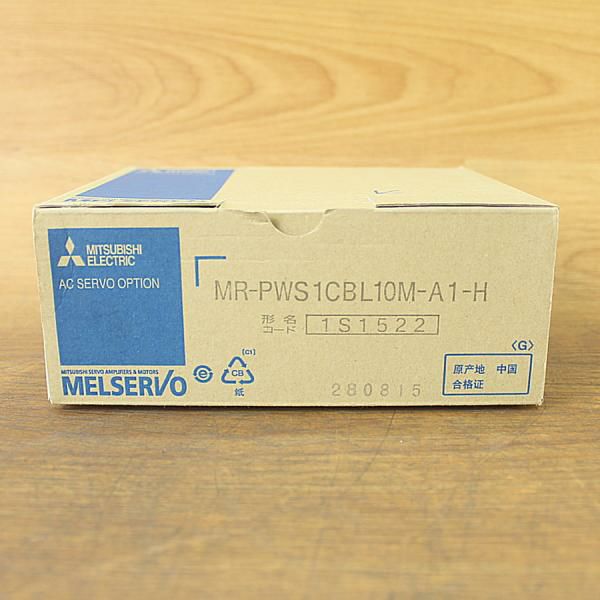 MITSUBISHI
ELECTRIC
AC SERVO OPTION
MR-PWS1CBL10M-A1-H
形名
コード 1S1522
〈G〉
MITSUBISHI SERVO AMPLIFIERS & MOTORS
MELSERVO
e
[C1]
CB
紙
280815
原产地 中国
合格证